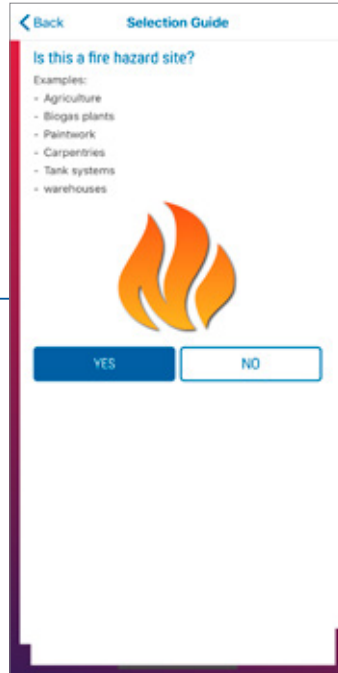 Back
Selection Guide
Is this a fire hazard site?
Examples:
- Agriculture
- Biogas plants
- Paintwork
- Carpentries
- Tank systems
- warehouses
YES
NO